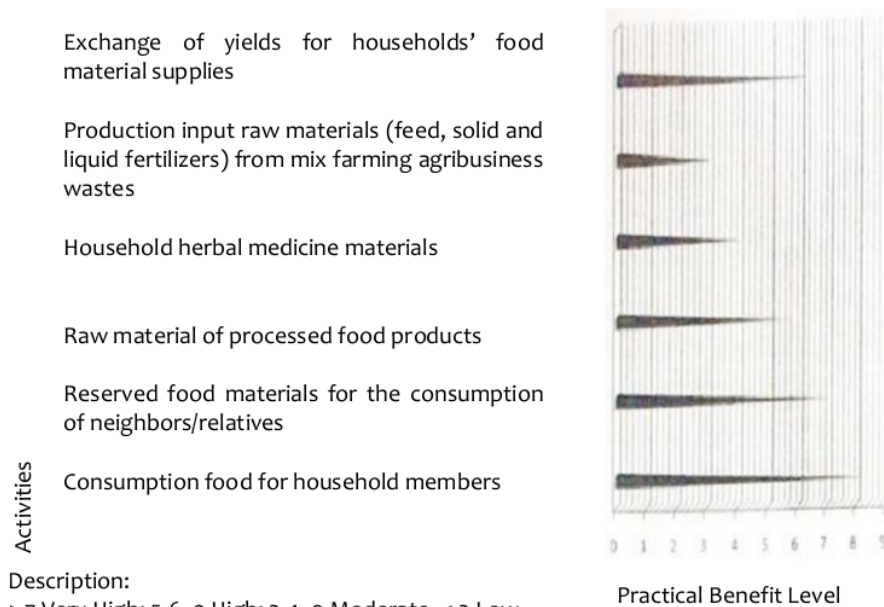 Exchange of yields for households' food
material supplies
Production input raw materials (feed, solid and
liquid fertilizers) from mix farming agribusiness
wastes
Household herbal medicine materials
Raw material of processed food products
Reserved food materials for the consumption
of neighbors/relatives
Consumption food for household members
Activities
0 1 2 3 4 5 6 7 8 9
Description:
Practical Benefit Level